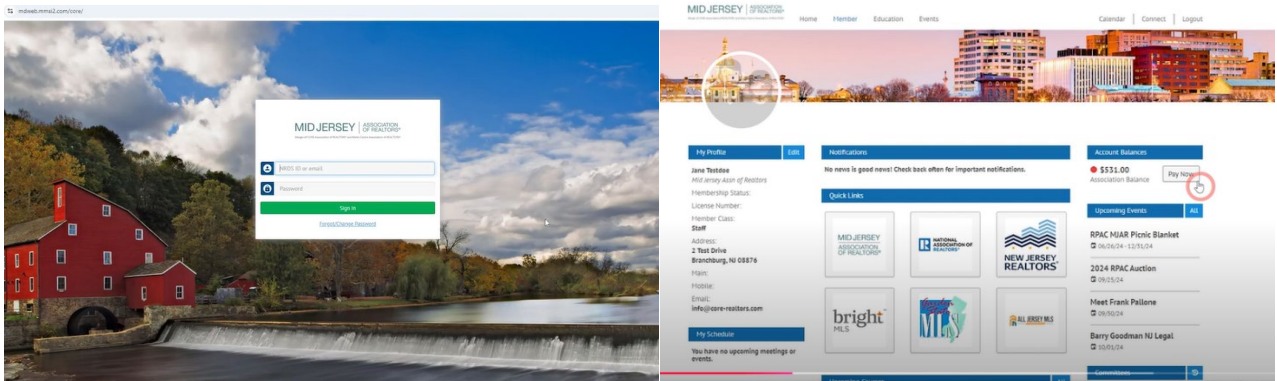 mdweb.mmsi2.com/core/
MID JERSEY ASSOCIATION OF REALTORS®
NRDS ID or email
Password
Sign in
Forgot/Change Password
MID JERSEY ASSOCIATION OF REALTORS®
Home Member Education Events
Calendar Connect Logout
My Profile Edit
Jane Testdoe
Mid Jersey Assn of Realtors
Membership Status:
License Number:
Member Class:
Staff
Address:
2 Test Drive
Branchburg, NJ 03876
Main:
Mobile:
Email:
info@core-realtors.com
My Schedule
You have no upcoming meetings or
events.
Notifications
No news is good news! Check back often for important notifications.
Quick Links
MID JERSEY
ASSOCIATION
OF REALTORS®
NATIONAL
ASSOCIATION OF
REALTORS®
NEW JERSEY
REALTORS®
bright
MLS
Garden State
MLS
ALL JERSEY MLS
Upcoming Courses All
Account Balances
$531.00
Association Balance
Pay Now
Upcoming Events All
RPAC MJAR Picnic Blanket
06/26/24 - 12/31/24
2024 RPAC Auction
09/25/24
Meet Frank Pallone
09/30/24
Barry Goodman NJ Legal
10/01/24
Committees